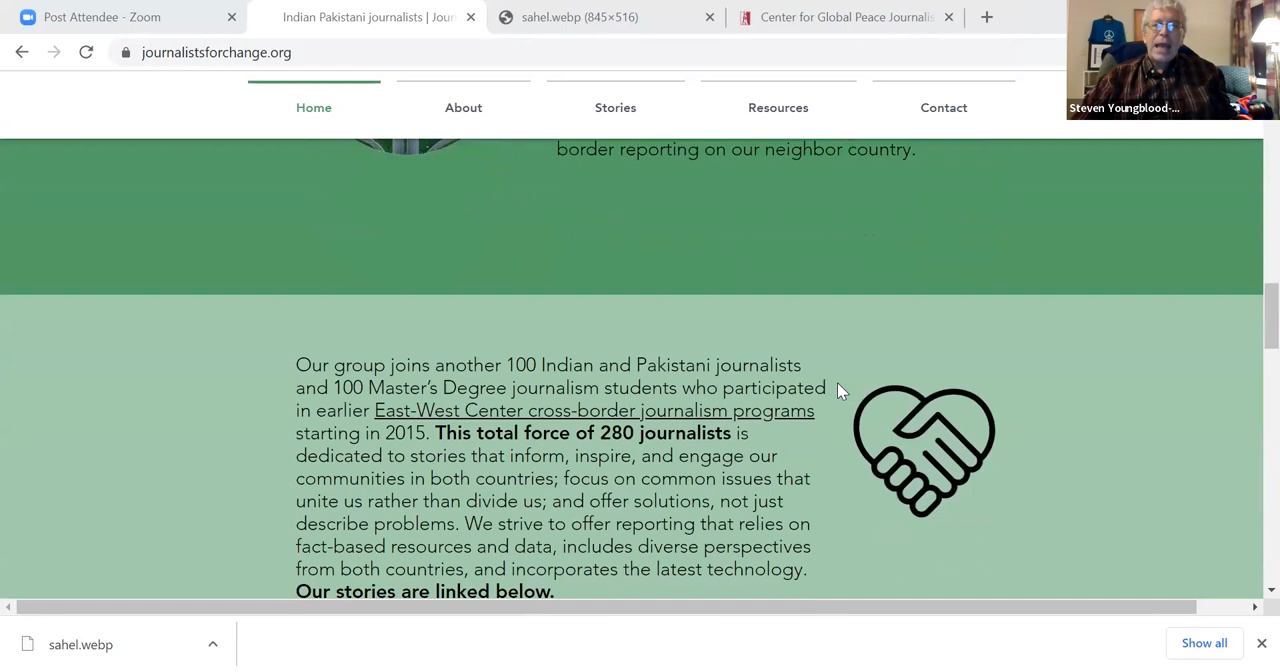 Post Attendee - Zoom
Indian Pakistani journalists | Jour
sahel.webp (845×516)
Center for Global Peace Journalis
journalistsforchange.org
Steven Youngblood-...
Home
About
Stories
Resources
Contact
border reporting on our neighbor country.
Our group joins another 100 Indian and Pakistani journalists
and 100 Master's Degree journalism students who participated
in earlier East-West Center cross-border journalism programs
starting in 2015. This total force of 280 journalists is
dedicated to stories that inform, inspire, and engage our
communities in both countries; focus on common issues that
unite us rather than divide us; and offer solutions, not just
describe problems. We strive to offer reporting that relies on
fact-based resources and data, includes diverse perspectives
from both countries, and incorporates the latest technology.
Our stories are linked below.
sahel.webp
Show all